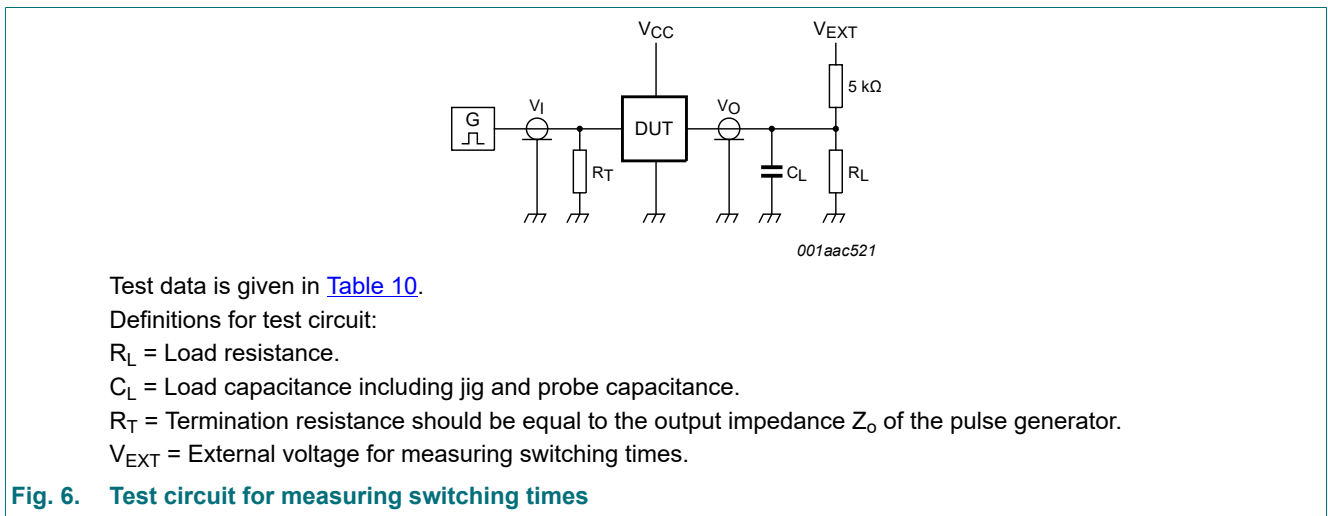 VCC VEXT
5 kΩ
G VI DUT VO
RT CL RL
001aac521
Test data is given in Table 10.
Definitions for test circuit:
RL = Load resistance.
CL = Load capacitance including jig and probe capacitance.
RT = Termination resistance should be equal to the output impedance Zo of the pulse generator.
VEXT = External voltage for measuring switching times.
Fig. 6. Test circuit for measuring switching times